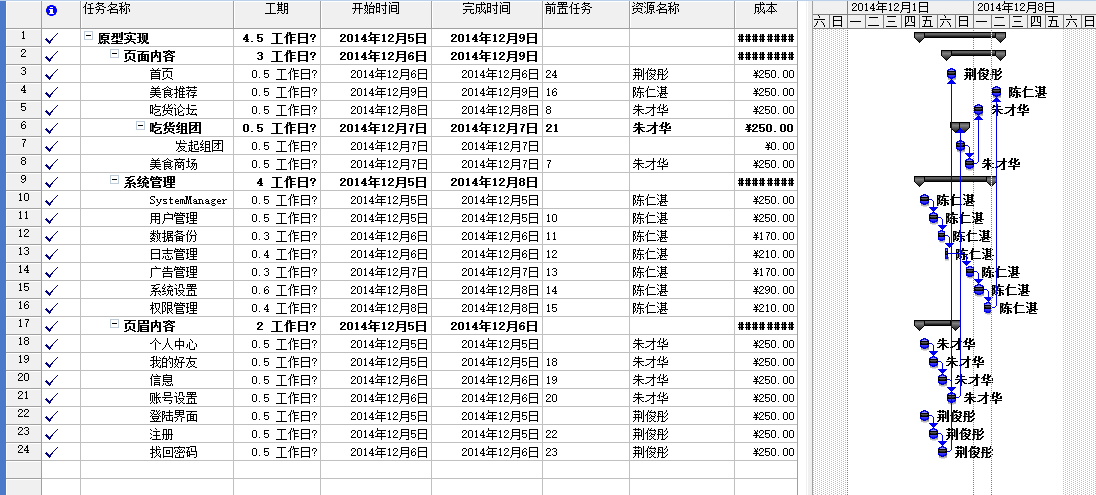 任务名称 工期 开始时间 完成时间 前置任务 资源名称 成本 2014年12月1日 2014年12月8日
六 日 一 二 三 四 五 六 日 一 二 三 四 五 六 日
1 原型实现 4.5 工作日? 2014年12月5日 2014年12月9日 ########
2 页面内容 3 工作日? 2014年12月6日 2014年12月9日 ########
3 首页 0.5 工作日? 2014年12月6日 2014年12月6日 24 荆俊彤 ¥250.00 荆俊彤
4 美食推荐 0.5 工作日? 2014年12月9日 2014年12月9日 16 陈仁湛 ¥250.00 陈仁湛
5 吃货论坛 0.5 工作日? 2014年12月8日 2014年12月8日 8 朱才华 ¥250.00 朱才华
6 吃货组团 0.5 工作日? 2014年12月7日 2014年12月7日 21 朱才华 ¥250.00
7 发起组团 0.5 工作日? 2014年12月7日 2014年12月7日 ¥0.00
8 美食商场 0.5 工作日? 2014年12月7日 2014年12月7日 7 朱才华 ¥250.00 朱才华
9 系统管理 4 工作日? 2014年12月5日 2014年12月8日 ########
10 SystemManager 0.5 工作日? 2014年12月5日 2014年12月5日 陈仁湛 ¥250.00 陈仁湛
11 用户管理 0.5 工作日? 2014年12月5日 2014年12月5日 10 陈仁湛 ¥250.00 陈仁湛
12 数据备份 0.3 工作日? 2014年12月6日 2014年12月6日 11 陈仁湛 ¥170.00 陈仁湛
13 日志管理 0.4 工作日? 2014年12月6日 2014年12月6日 12 陈仁湛 ¥210.00 陈仁湛
14 广告管理 0.3 工作日? 2014年12月7日 2014年12月7日 13 陈仁湛 ¥170.00 陈仁湛
15 系统设置 0.6 工作日? 2014年12月8日 2014年12月8日 14 陈仁湛 ¥290.00 陈仁湛
16 权限管理 0.4 工作日? 2014年12月8日 2014年12月8日 15 陈仁湛 ¥210.00 陈仁湛
17 页眉内容 2 工作日? 2014年12月5日 2014年12月6日 ########
18 个人中心 0.5 工作日? 2014年12月5日 2014年12月5日 朱才华 ¥250.00 朱才华
19 我的好友 0.5 工作日? 2014年12月5日 2014年12月5日 18 朱才华 ¥250.00 朱才华
20 信息 0.5 工作日? 2014年12月6日 2014年12月6日 19 朱才华 ¥250.00 朱才华
21 账号设置 0.5 工作日? 2014年12月6日 2014年12月6日 20 朱才华 ¥250.00 朱才华
22 登陆界面 0.5 工作日? 2014年12月5日 2014年12月5日 荆俊彤 ¥250.00 荆俊彤
23 注册 0.5 工作日? 2014年12月5日 2014年12月5日 22 荆俊彤 ¥250.00 荆俊彤
24 找回密码 0.5 工作日? 2014年12月6日 2014年12月6日 23 荆俊彤 ¥250.00 荆俊彤